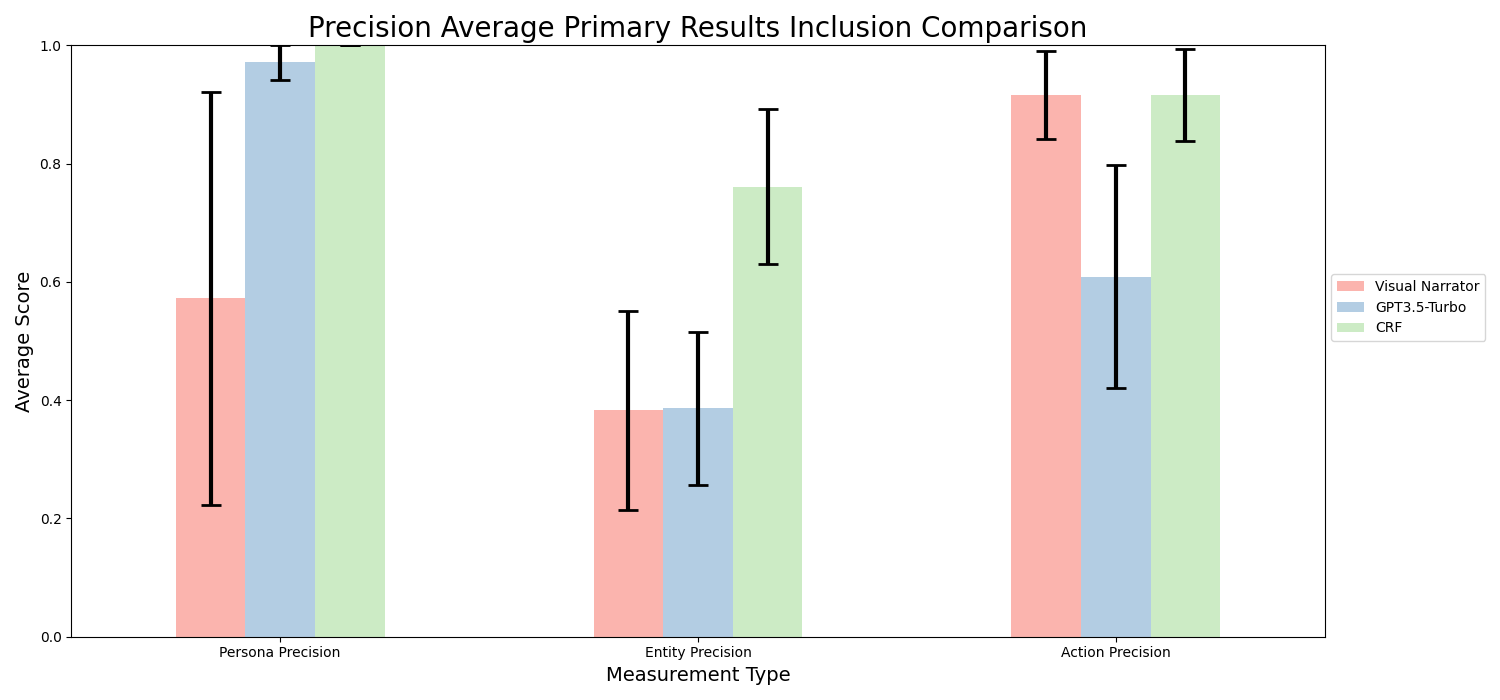 Precision Average Primary Results Inclusion Comparison
Average Score
1.0
0.8
0.6
0.4
0.2
0.0
Persona Precision
Entity Precision
Action Precision
Measurement Type
Visual Narrator
GPT3.5-Turbo
CRF